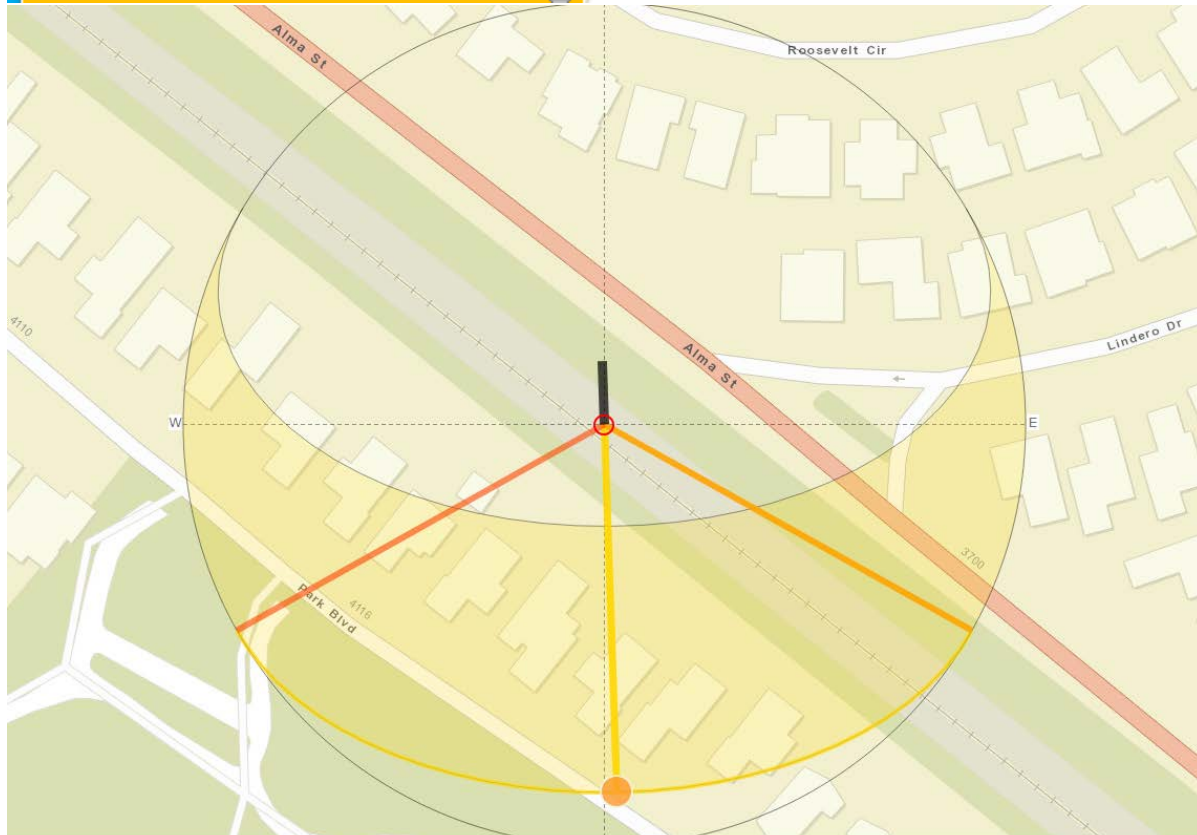 Alma St
Roosevelt Cir
4110
Alma St
Lindero Dr
W
E
3700
4116
Park Blvd